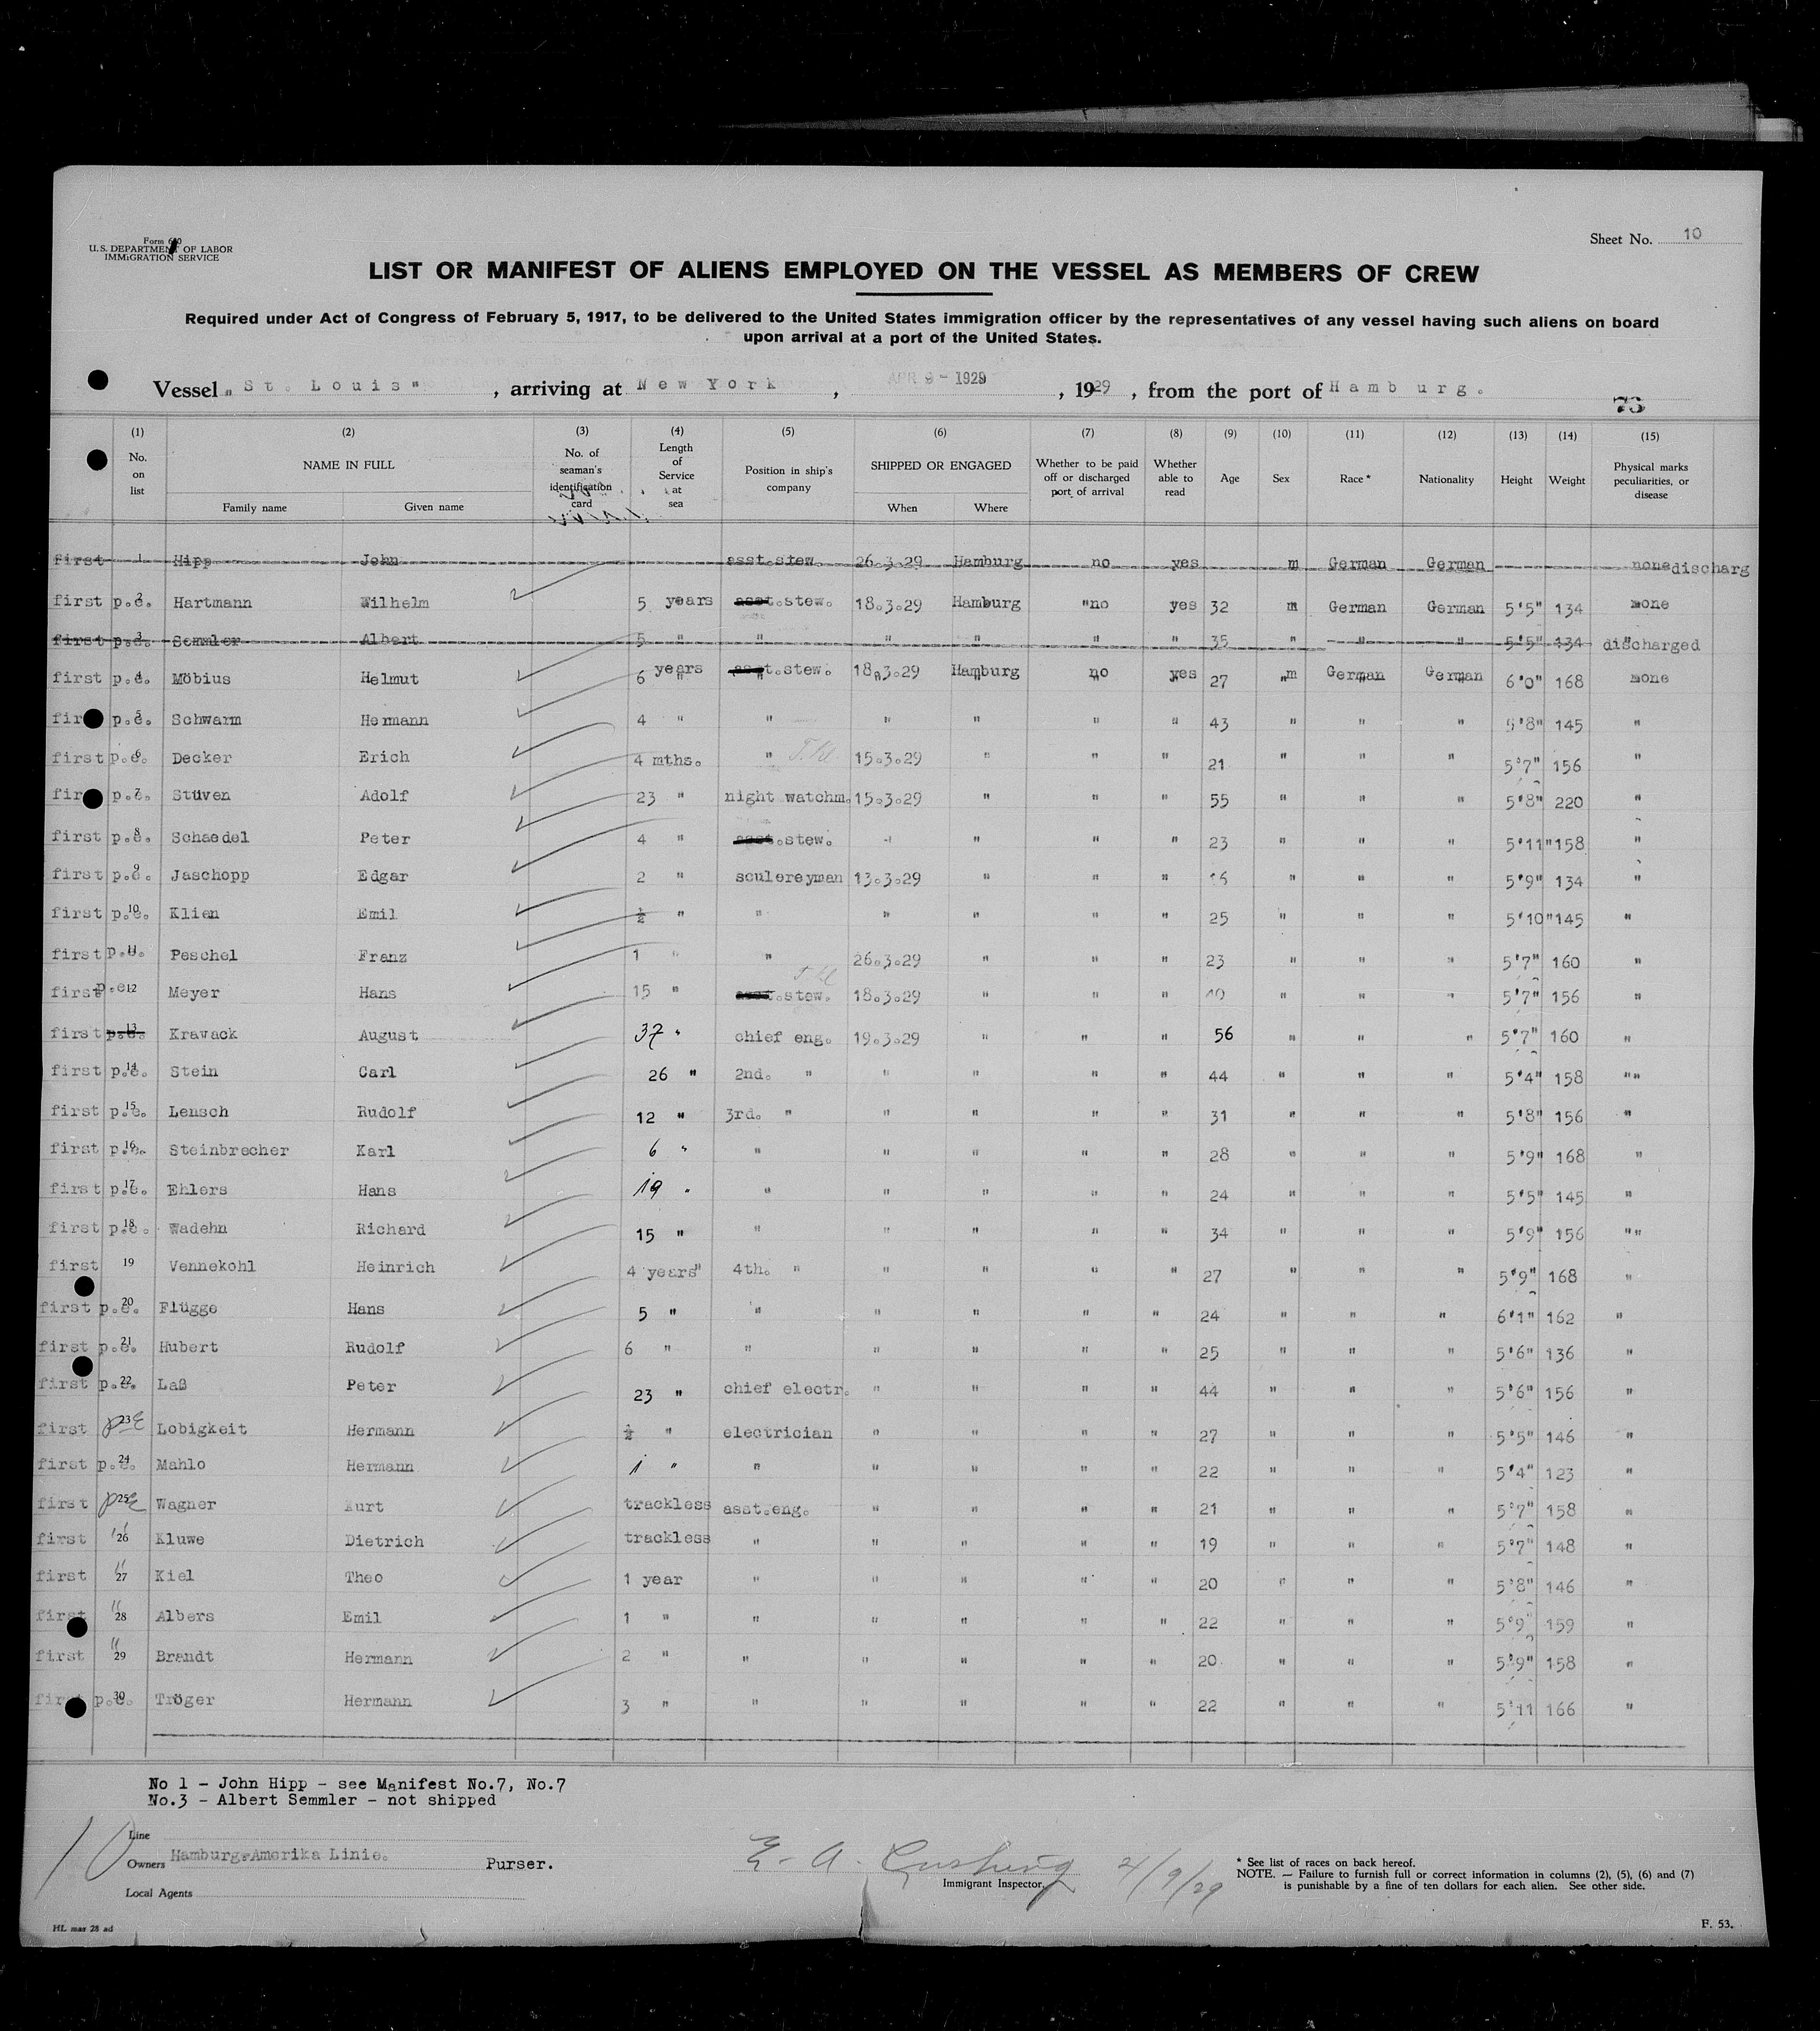 Form 680
U.S. DEPARTMENT OF LABOR
IMMIGRATION SERVICE
Sheet No. 10
LIST OR MANIFEST OF ALIENS EMPLOYED ON THE VESSEL AS MEMBERS OF CREW
Required under Act of Congress of February 5, 1917, to be delivered to the United States immigration officer by the representatives of any vessel having such aliens on board
upon arrival at a port of the United States.
Vessel „ St. Louis " , arriving at New York , APR 9 - 1929 , 1929 , from the port of Hamburg.
73
(1) (2) (3) (4) (5) (6) (7) (8) (9) (10) (11) (12) (13) (14) (15)
No. on list NAME IN FULL Family name Given name No. of seaman's identification card Length of Service at sea Position in ship's company SHIPPED OR ENGAGED When Where Whether to be paid off or discharged port of arrival Whether able to read Age Sex Race * Nationality Height Weight Physical marks peculiarities, or disease
first 1 Hipp John asst.stew. 26.3.29 Hamburg no yes m German German none discharg
first p.e. 2 Hartmann Wilhelm 5 years asst.stew. 18.3.29 Hamburg "no yes 32 m German German 5'5" 134 none
first p.e. 3 Semmler Albert 5 " " " " " " 35 " " " 5'5" 134 " discharged
first p.e. 4 Möbius Helmut 6 years asst.stew. 18.3.29 Hamburg no yes 27 m German German 6'0" 168 none
first p.e. 5 Schwarm Hermann 4 " " " " " " 43 " " " 5'8" 145 "
first p.e. 6 Decker Erich 4 mths. " 15.3.29 " " " 21 " " " 5'7" 156 "
first p.e. 7 Stüven Adolf 23 " night watchm. 15.3.29 " " " 55 " " " 5'8" 220 "
first p.e. 8 Schaedel Peter 4 " asst.stew. " " " " 23 " " " 5'11" 158 "
first p.e. 9 Jaschopp Edgar 2 " sculereyman 13.3.29 " " " " " " 5'9" 134 "
first p.e. 10 Klien Emil ½ " " " " " " 25 " " " 5'10" 145 "
first p.e. 11 Peschel Franz 1 " " 26.3.29 " " " 23 " " " 5'7" 160 "
first p.e. 12 Meyer Hans 15 " asst.stew. 18.3.29 " " " " " " 5'7" 156 "
first p.e. 13 Krawack August 37 " chief eng. 19.3.29 " " " 56 " " " 5'7" 160 "
first p.e. 14 Stein Carl 26 " 2nd. " " " " " 44 " " " 5'4" 158 ""
first p.e. 15 Lensch Rudolf 12 " 3rd. " " " " " 31 " " " 5'8" 156 "
first p.e. 16 Steinbrecher Karl 6 " " " " " " 28 " " " 5'9" 168 "
first p.e. 17 Ehlers Hans 19 " " " " " " 24 " " " 5'5" 145 "
first p.e. 18 Wadehn Richard 15 " " " " " " 34 " " " 5'9" 156 ""
first 19 Vennekohl Heinrich 4 years" 4th. " " " " " 27 " " " 5'9" 168 "
first p.e. 20 Flügge Hans 5 " " " " " " 24 " " " 6'1" 162 "
first p.e. 21 Hubert Rudolf 6 " " " " " " 25 " " " 5'6" 136 "
first p.e. 22 Laß Peter 23 " chief electr. " " " " 44 " " " 5'6" 156 "
first p.e. 23 Lobigkeit Hermann ½ " electrician " " " " 27 " " " 5'5" 146 "
first p.e. 24 Mahlo Hermann 1 " " " " " " 22 " " " 5'4" 123 "
first p.e. 25 Wagner Kurt trackless asst.eng. " " " " 21 " " " 5'7" 158 "
first " 26 Kluwe Dietrich trackless " " " " " 19 " " " 5'7" 148 "
first " 27 Kiel Theo 1 year " " " " " 20 " " " 5'8" 146 "
first " 28 Albers Emil 1 " " " " " " 22 " " " 5'9" 159 "
first " 29 Brandt Hermann 2 " " " " " " 20 " " " 5'9" 158 "
first p.e. 30 Tröger Hermann 3 " " " " " " 22 " " " 5'11 166 "
No 1 - John Hipp - see Manifest No.7, No.7
No.3 - Albert Semmler - not shipped
10
Line
Owners Hamburg-Amerika Linie.
Purser.
Local Agents
E. A. Cushing 4/9/29
Immigrant Inspector.
* See list of races on back hereof.
NOTE. — Failure to furnish full or correct information in columns (2), (5), (6) and (7)
is punishable by a fine of ten dollars for each alien. See other side.
HL mar 28 ad
F. 53.